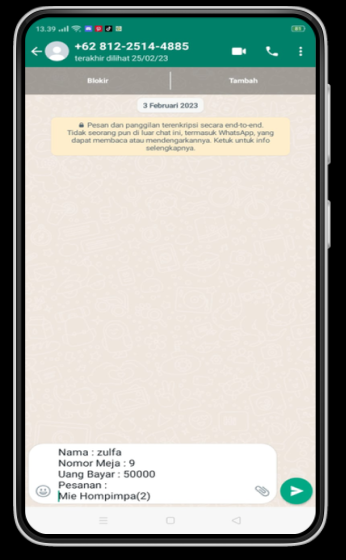 13.39
+62 812-2514-4885
terakhir dilihat 25/02/23
Blokir
Tambah
3 Februari 2023
Pesan dan panggilan terenkripsi secara end-to-end.
Tidak seorang pun di luar chat ini, termasuk WhatsApp, yang
dapat membaca atau mendengarkannya. Ketuk untuk info
selengkapnya.
Nama : zulfa
Nomor Meja : 9
Uang Bayar : 50000
Pesanan :
Mie Hompimpa(2)